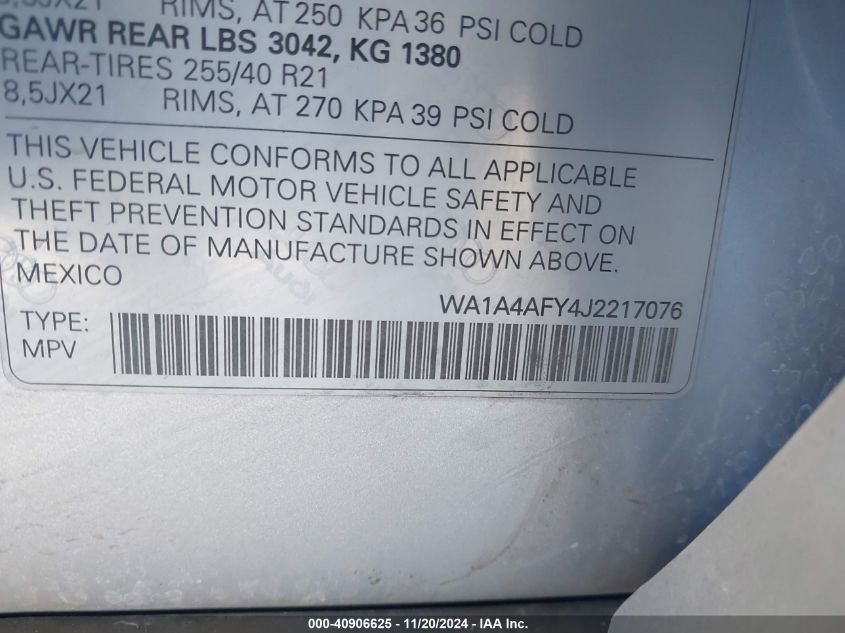 8,5JX21 RIMS, AT 250 KPA 36 PSI COLD
GAWR REAR LBS 3042, KG 1380
REAR-TIRES 255/40 R21
8,5JX21 RIMS, AT 270 KPA 39 PSI COLD
THIS VEHICLE CONFORMS TO ALL APPLICABLE
U.S. FEDERAL MOTOR VEHICLE SAFETY AND
THEFT PREVENTION STANDARDS IN EFFECT ON
THE DATE OF MANUFACTURE SHOWN ABOVE.
MEXICO
WA1A4AFY4J2217076
TYPE:
MPV
000-40906625 - 11/20/2024 - IAA Inc.